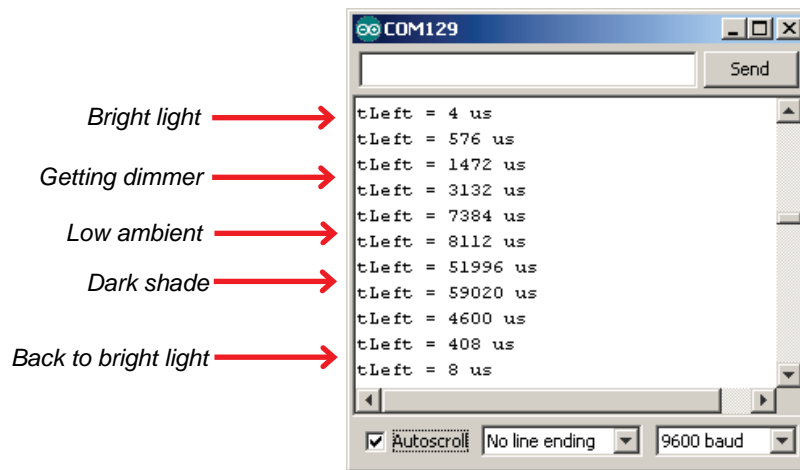 COM129
Send
Bright light
tLeft = 4 us
tLeft = 576 us
Getting dimmer
tLeft = 1472 us
tLeft = 3132 us
tLeft = 7384 us
Low ambient
tLeft = 8112 us
Dark shade
tLeft = 51996 us
tLeft = 59020 us
tLeft = 4600 us
Back to bright light
tLeft = 408 us
tLeft = 8 us
Autoscroll No line ending 9600 baud